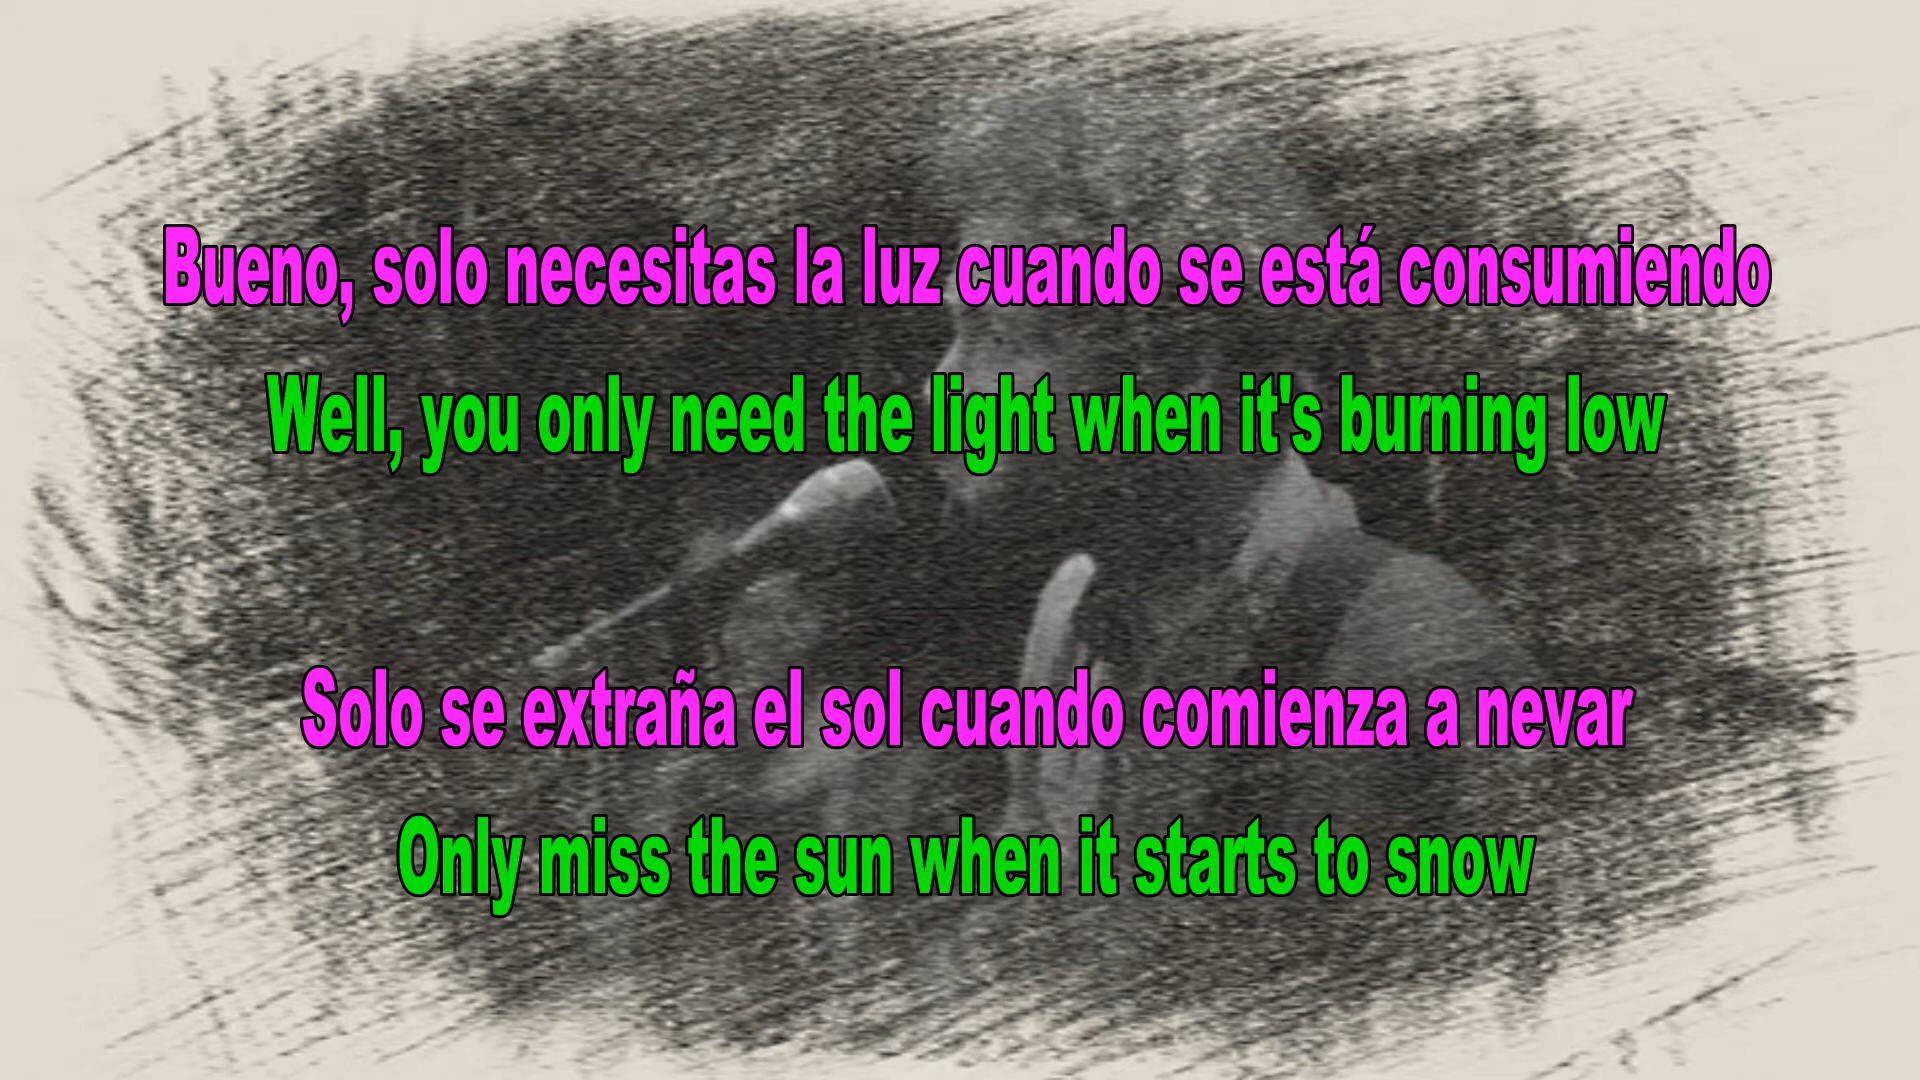 Bueno, solo necesitas la luz cuando se está consumiendo
Well, you only need the light when it's burning low
Solo se extraña el sol cuando comienza a nevar
Only miss the sun when it starts to snow